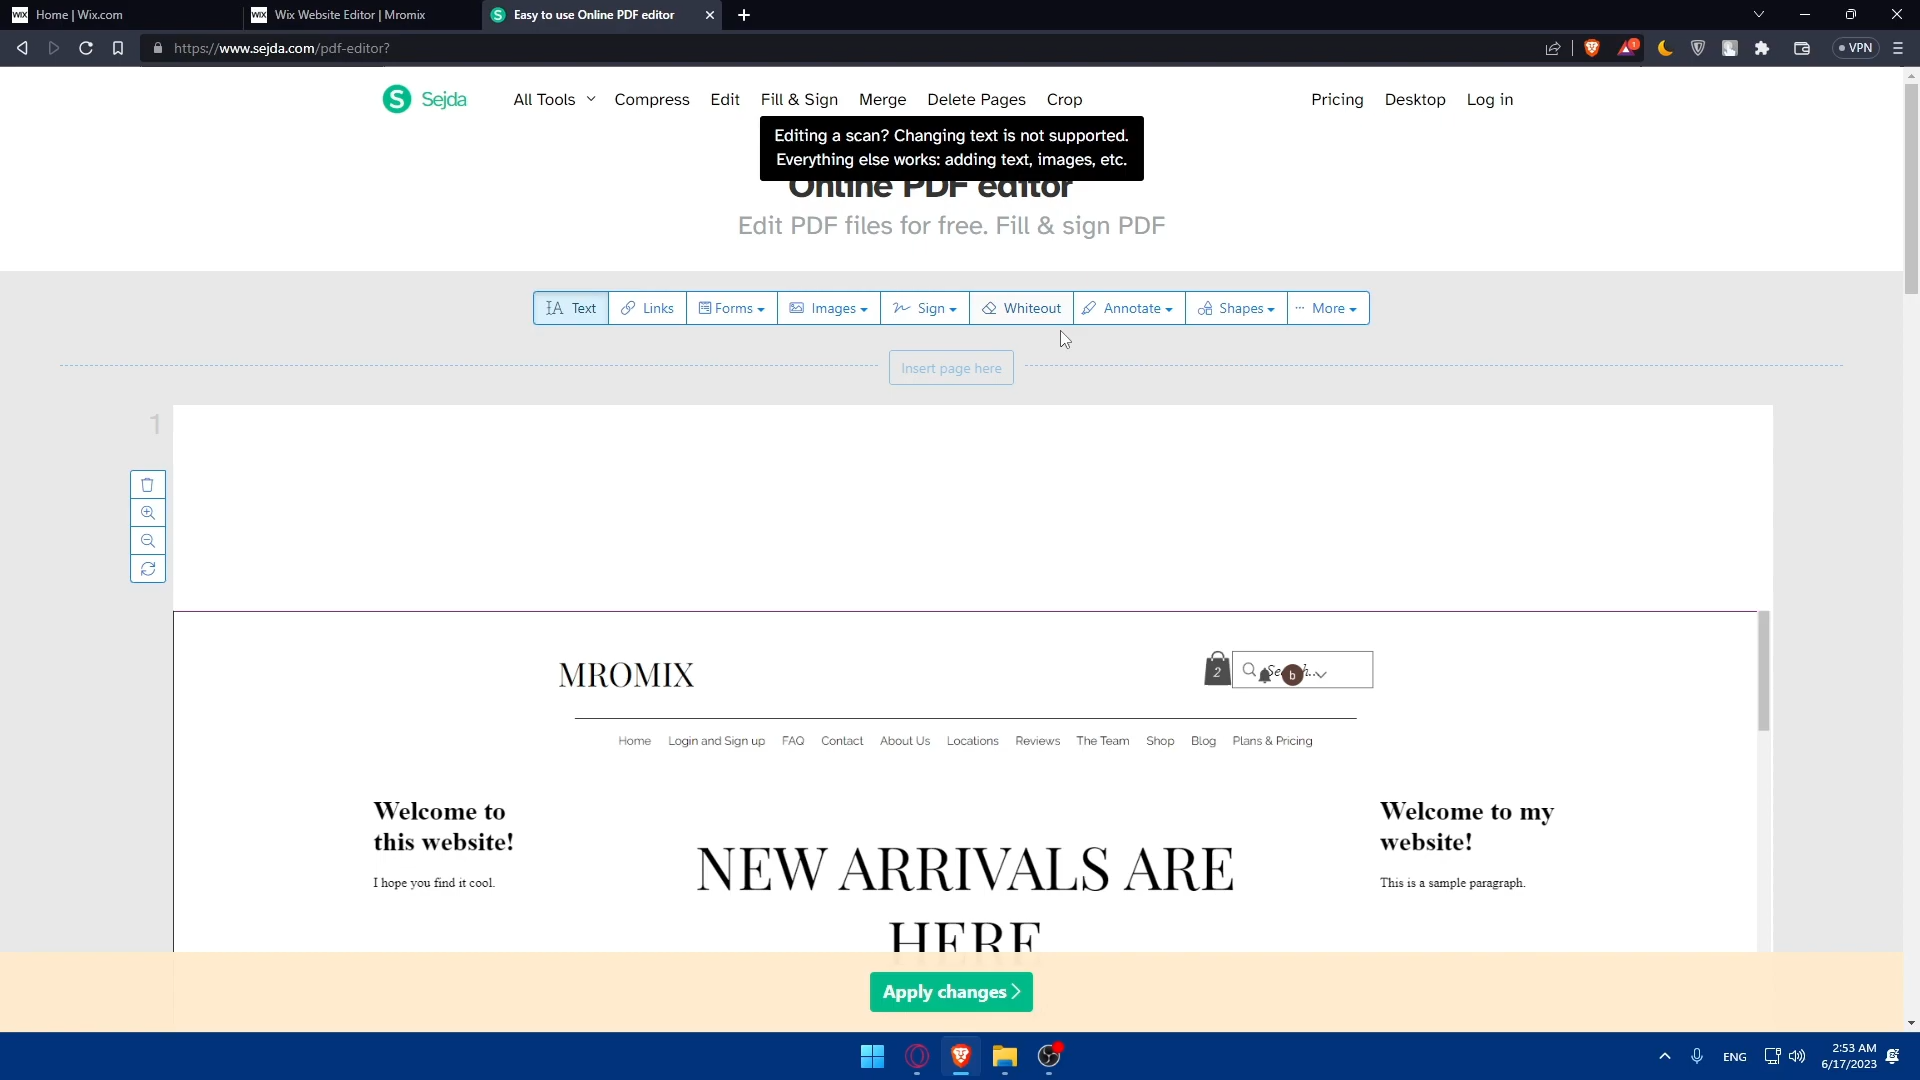 Home | Wix.com
Wix Website Editor | Mromix
Easy to use Online PDF editor
https://www.sejda.com/pdf-editor?
1
VPN
S Sejda
All Tools Compress Edit Fill & Sign Merge Delete Pages Crop
Pricing Desktop Log in
Editing a scan? Changing text is not supported.
Everything else works: adding text, images, etc.
Online PDF editor
Edit PDF files for free. Fill & sign PDF
Text Links Forms Images Sign Whiteout Annotate Shapes More
Insert page here
1
MROMIX
2
b
Home Login and Sign up FAQ Contact About Us Locations Reviews The Team Shop Blog Plans & Pricing
Welcome to
this website!
I hope you find it cool.
NEW ARRIVALS ARE
HERE
Welcome to my
website!
This is a sample paragraph.
Apply changes
ENG
2:53 AM
6/17/2023